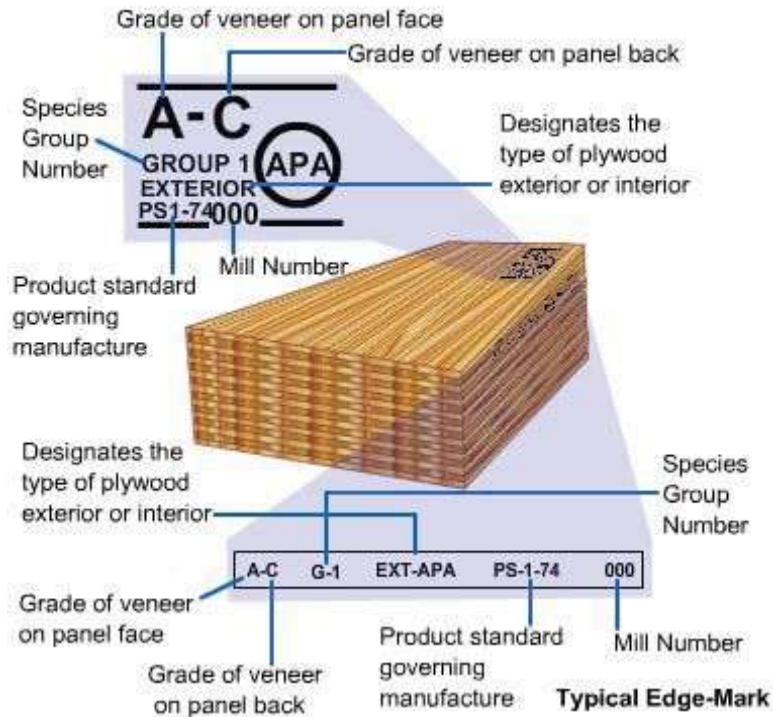 Grade of veneer on panel face
Grade of veneer on panel back
A-C
Species
Group
Number
GROUP 1
APA
EXTERIOR
PS1-74 000
Designates the
type of plywood
exterior or interior
Mill Number
Product standard
governing
manufacture
Designates the
type of plywood
exterior or interior
Species
Group
Number
A-C G-1 EXT-APA PS-1-74 000
Grade of veneer
on panel face
Grade of veneer
on panel back
Product standard
governing
manufacture
Mill Number
Typical Edge-Mark